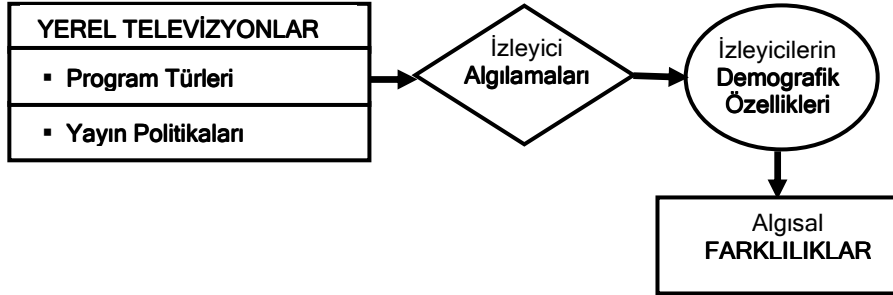 YEREL TELEVİZYONLAR
▪ Program Türleri
▪ Yayın Politikaları
İzleyici
Algılamaları
İzleyicilerin
Demografik
Özellikleri
Algısal
FARKLILIKLAR